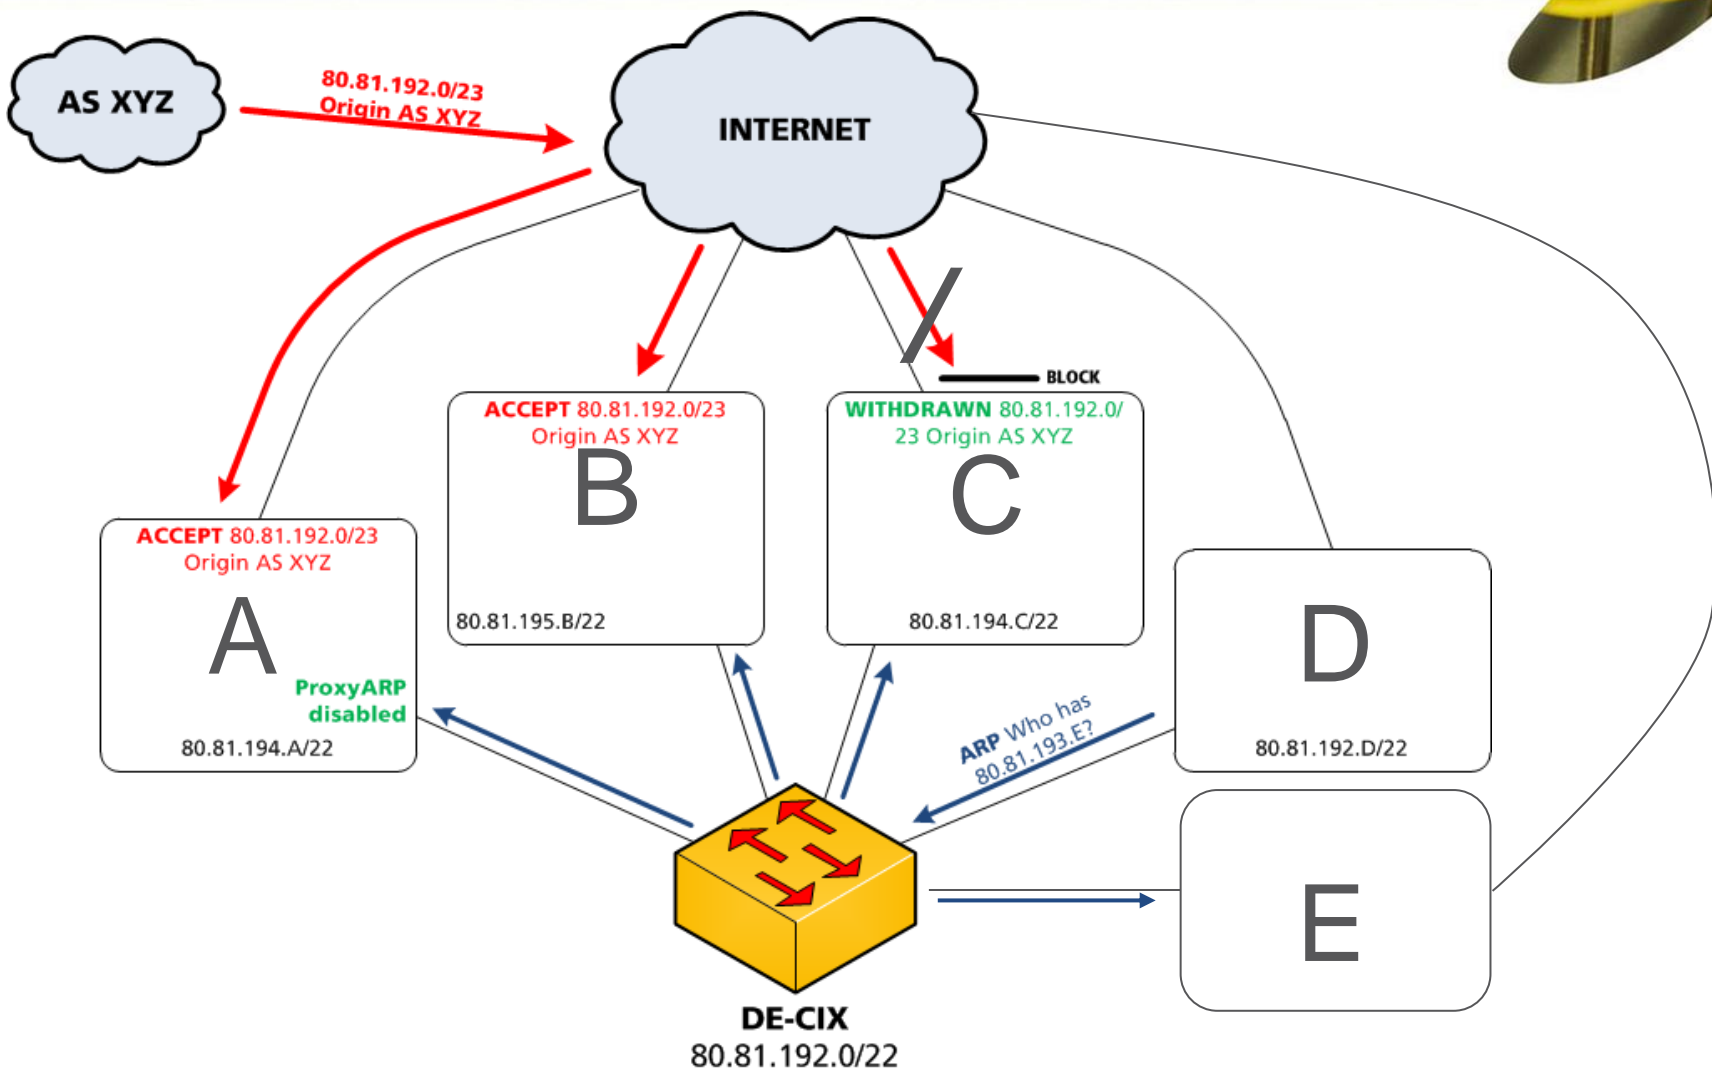 AS XYZ
80.81.192.0/23
Origin AS XYZ
INTERNET
BLOCK
ACCEPT 80.81.192.0/23
Origin AS XYZ
B
80.81.195.B/22
WITHDRAWN 80.81.192.0/
23 Origin AS XYZ
C
80.81.194.C/22
ACCEPT 80.81.192.0/23
Origin AS XYZ
A
ProxyARP
disabled
80.81.194.A/22
ARP Who has
80.81.193.E?
D
80.81.192.D/22
E
DE-CIX
80.81.192.0/22